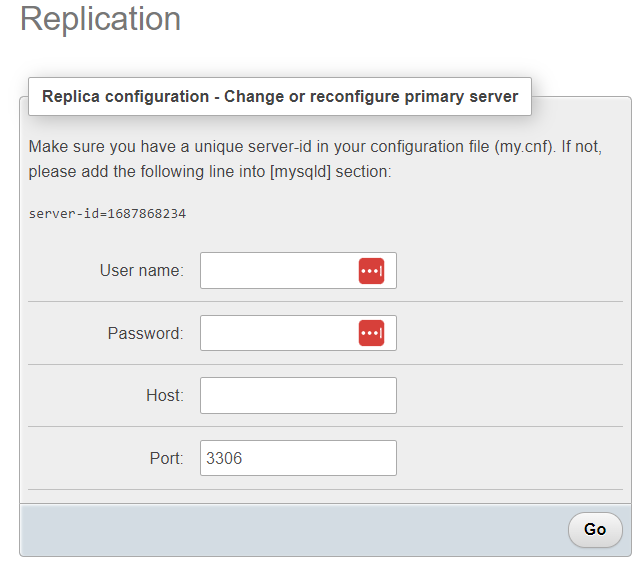 Replication
Replica configuration - Change or reconfigure primary server
Make sure you have a unique server-id in your configuration file (my.cnf). If not,
please add the following line into [mysqld] section:
server-id=1687868234
User name:
Password:
Host:
Port: 3306
Go